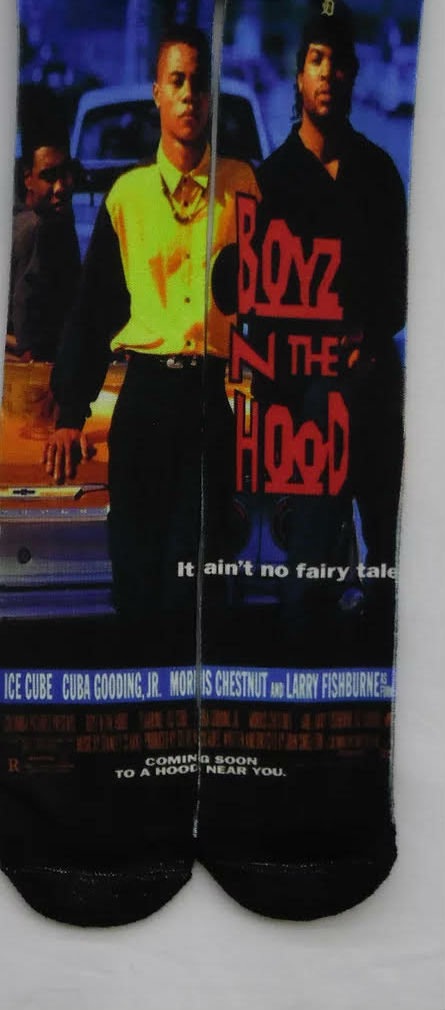 D
BOYZ
N THE
HOOD
It ain't no fairy tale
ICE CUBE CUBA GOODING, JR. MORRIS CHESTNUT AND LARRY FISHBURNE AS
R
COMING SOON
TO A HOOD NEAR YOU.